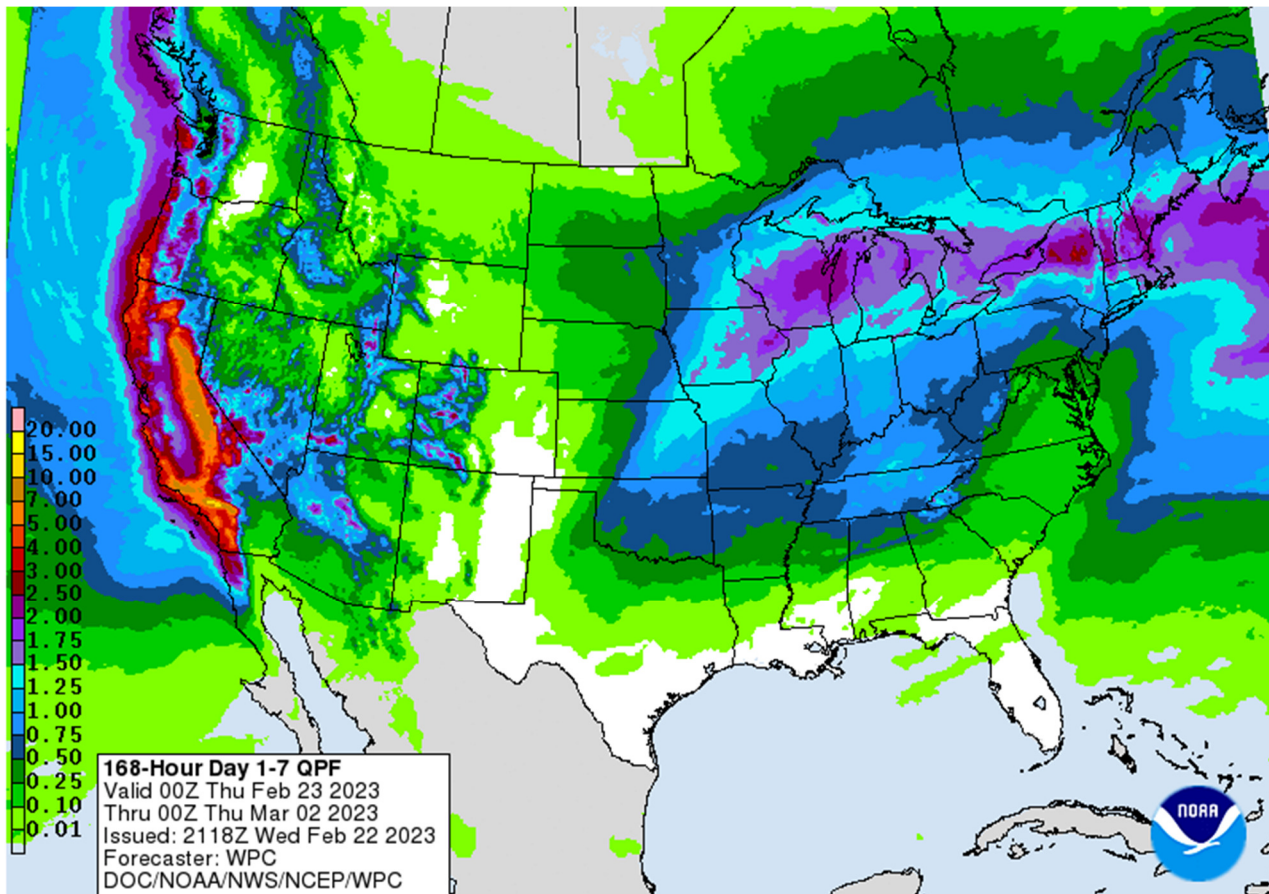 20.00
15.00
10.00
7.00
5.00
4.00
3.00
2.50
2.00
1.75
1.50
1.25
1.00
0.75
0.50
0.25
0.10
0.01
168-Hour Day 1-7 QPF
Valid 00Z Thu Feb 23 2023
Thru 00Z Thu Mar 02 2023
Issued: 2118Z Wed Feb 22 2023
Forecaster: WPC
DOC/NOAA/NWS/NCEP/WPC
NOAA